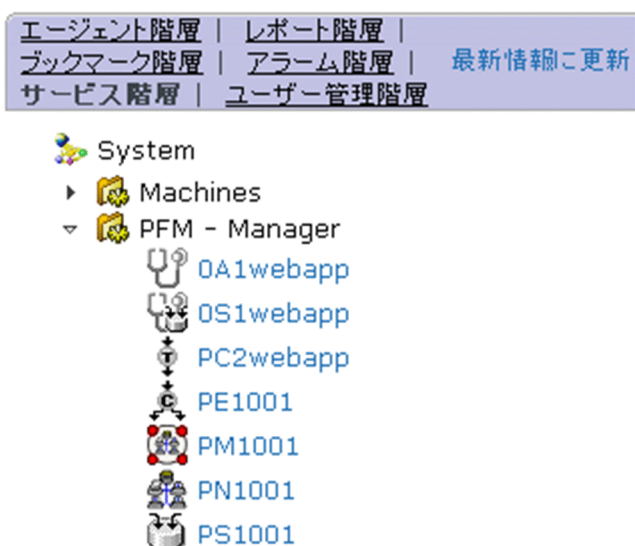 エージェント階層 | レポート階層 |
ブックマーク階層 | アラーム階層 | 最新情報に更新
サービス階層 | ユーザー管理階層
System
Machines
PFM - Manager
0A1webapp
0S1webapp
PC2webapp
PE1001
PM1001
PN1001
PS1001